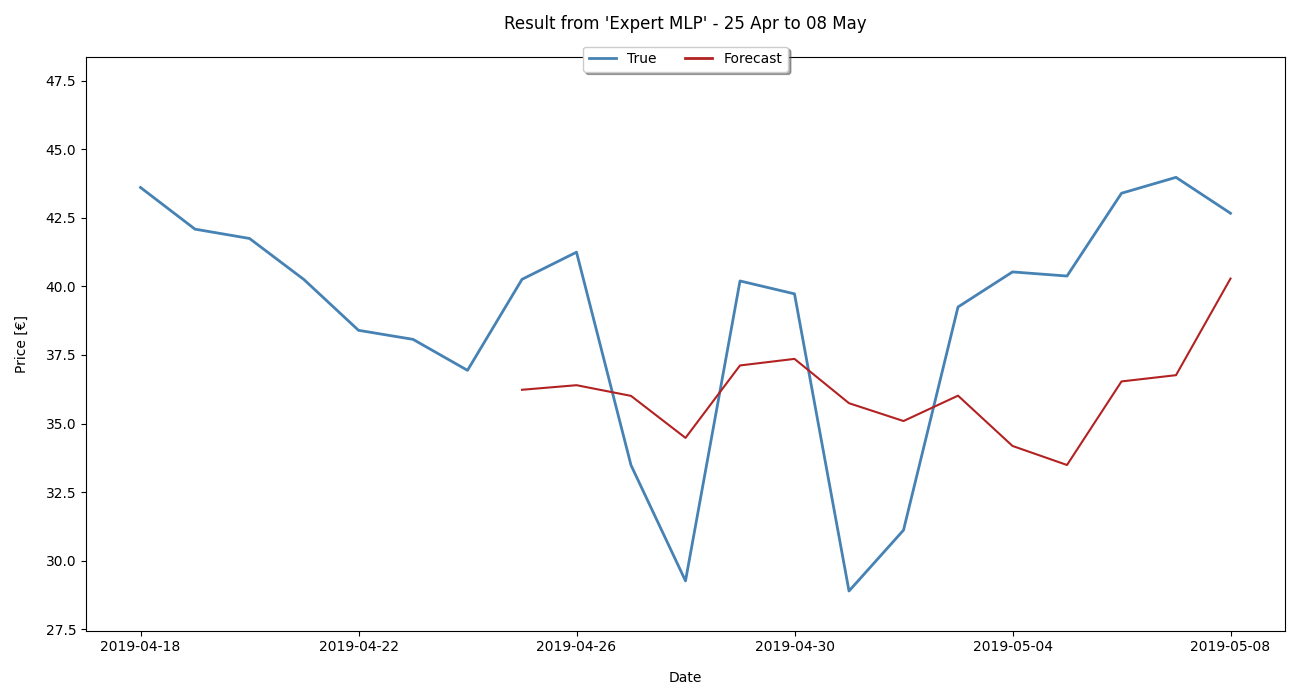 Result from 'Expert MLP' - 25 Apr to 08 May
True Forecast
47.5
45.0
42.5
40.0
37.5
35.0
32.5
30.0
27.5
Price [€]
2019-04-18 2019-04-22 2019-04-26 2019-04-30 2019-05-04 2019-05-08
Date